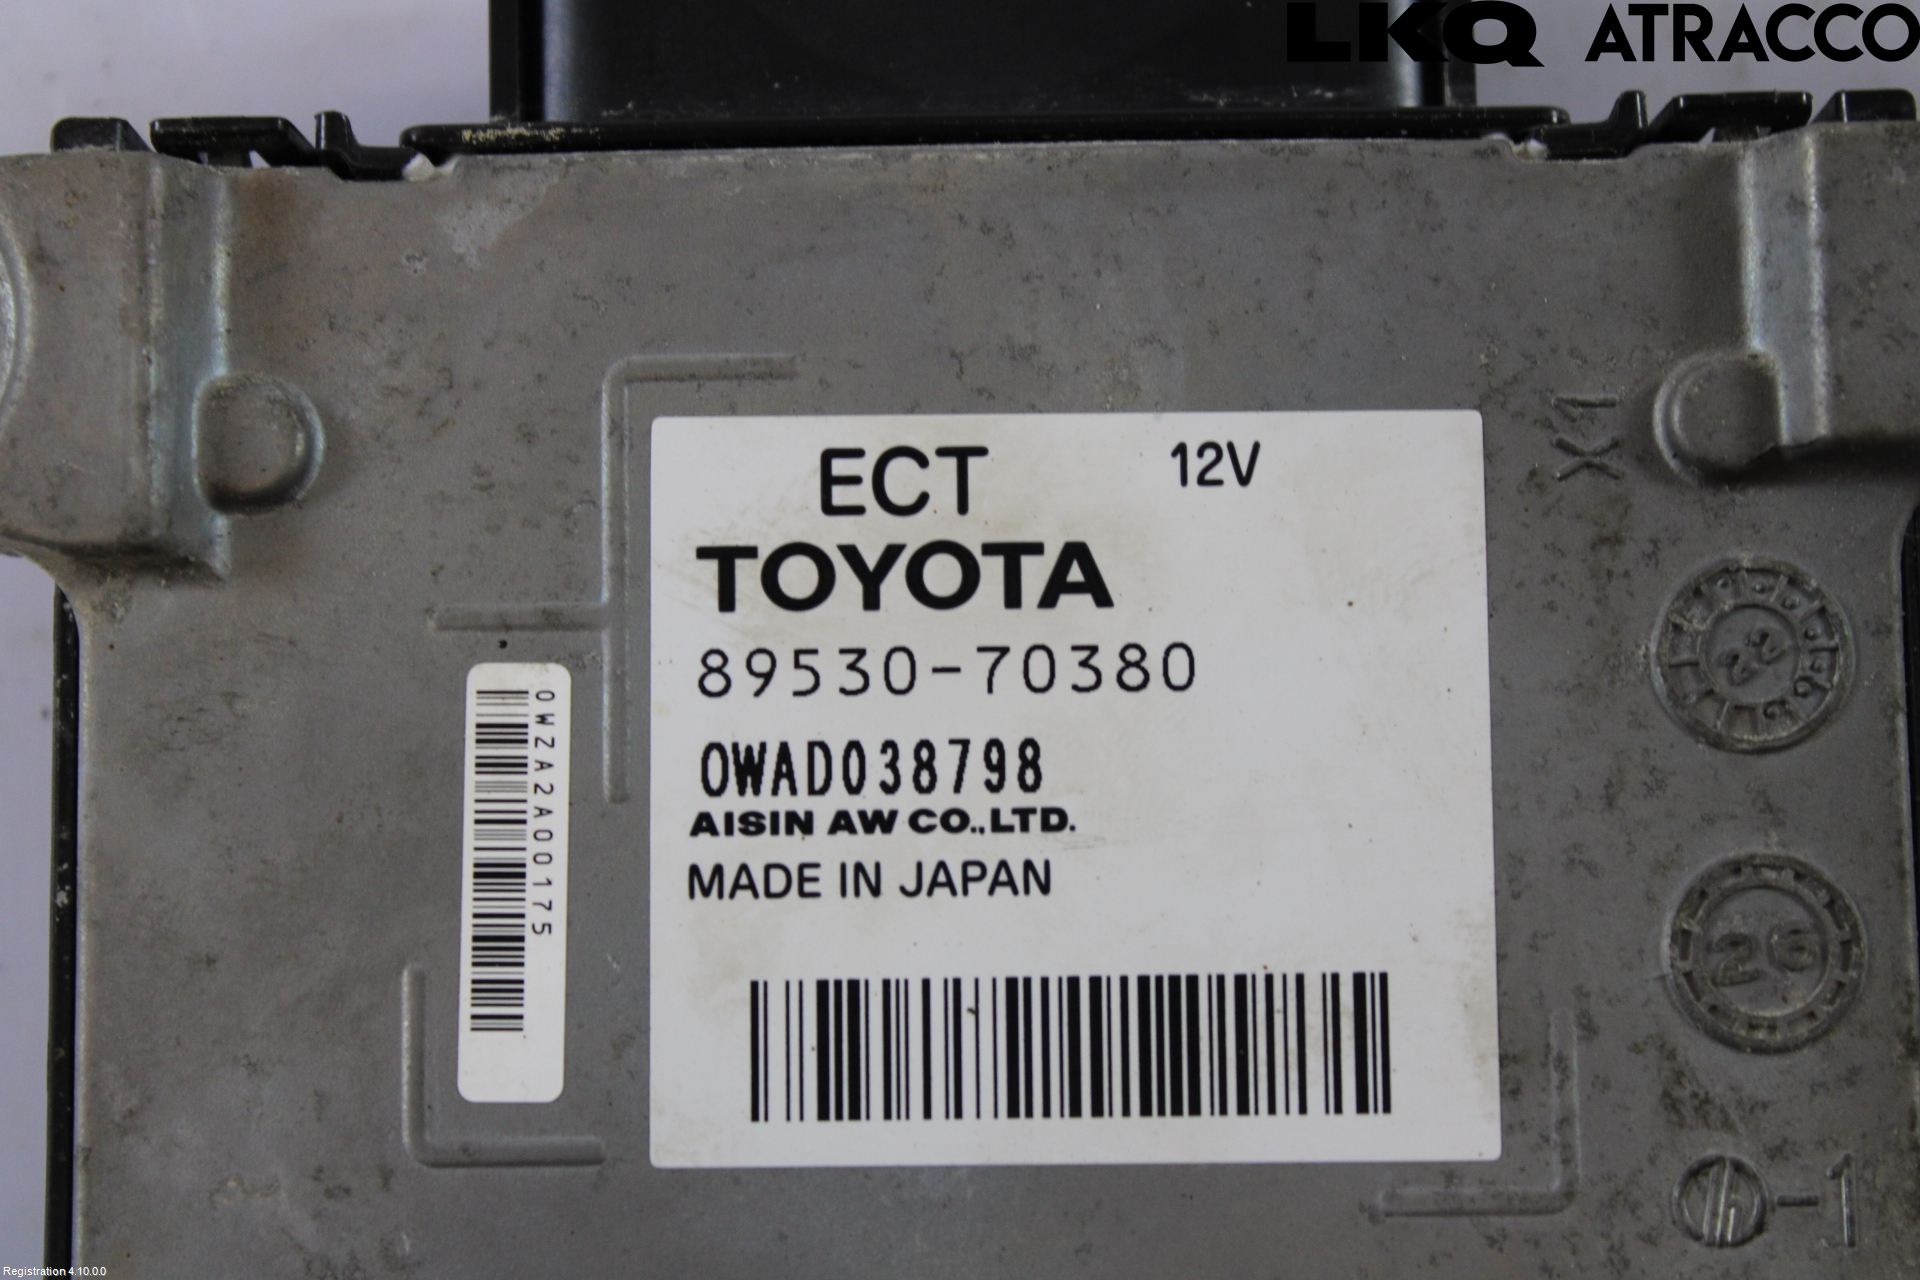 LKQ ATRACCO
ECT 12V
TOYOTA
89530-70380
0WAD038798
AISIN AW CO.,LTD.
MADE IN JAPAN
0WZA2A00175
X1
22
26
-1
Registration 4.10.0.0